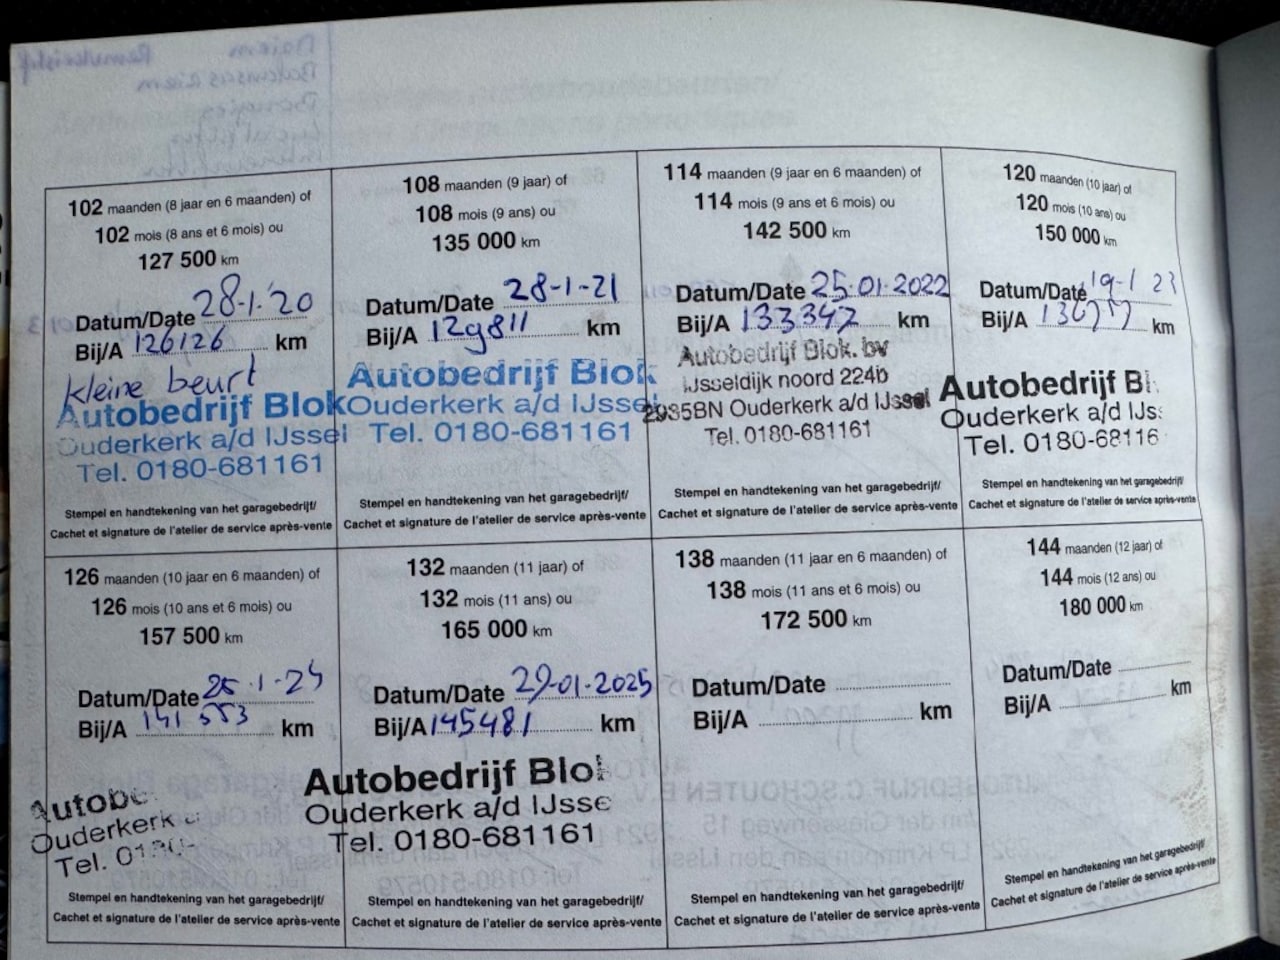 102 maanden (8 jaar en 6 maanden) of
102 mois (8 ans et 6 mois) ou
127 500 km
Datum/Date 28-1-'20
Bij/A 126126 km
kleine beurt
Autobedrijf Blok
Ouderkerk a/d IJssel
Tel. 0180-681161
Stempel en handtekening van het garagebedrijf/
Cachet et signature de l'atelier de service après-vente
108 maanden (9 jaar) of
108 mois (9 ans) ou
135 000 km
Datum/Date 28-1-21
Bij/A 129811 km
Autobedrijf Blok
Ouderkerk a/d IJssel
Tel. 0180-681161
Stempel en handtekening van het garagebedrijf/
Cachet et signature de l'atelier de service après-vente
114 maanden (9 jaar en 6 maanden) of
114 mois (9 ans et 6 mois) ou
142 500 km
Datum/Date 25-01-2022
Bij/A 133347 km
Autobedrijf Blok. bv
IJsseldijk noord 224b
2935BN Ouderkerk a/d IJssel
Tel. 0180-681161
Stempel en handtekening van het garagebedrijf/
Cachet et signature de l'atelier de service après-vente
120 maanden (10 jaar) of
120 mois (10 ans) ou
150 000 km
Datum/Date 19-1 23
Bij/A km
Autobedrijf Bl
Ouderkerk a/d IJs
Tel. 0180-68116
Stempel en handtekening van het garagebedrijf/
Cachet et signature de l'atelier de service après-vente
126 maanden (10 jaar en 6 maanden) of
126 mois (10 ans et 6 mois) ou
157 500 km
Datum/Date
Bij/A 141 553 km
Autobe
Ouderkerk
Tel.
Stempel en handtekening van het garagebedrijf/
Cachet et signature de l'atelier de service après-vente
132 maanden (11 jaar) of
132 mois (11 ans) ou
165 000 km
Datum/Date 29-01-2025
Bij/A 145481 km
Autobedrijf Blok
Ouderkerk a/d IJsse
Tel. 0180-681161
Stempel en handtekening van het garagebedrijf/
Cachet et signature de l'atelier de service après-vente
138 maanden (11 jaar en 6 maanden) of
138 mois (11 ans et 6 mois) ou
172 500 km
Datum/Date
Bij/A km
Stempel en handtekening van het garagebedrijf/
Cachet et signature de l'atelier de service après-vente
144 maanden (12 jaar) of
144 mois (12 ans) ou
180 000 km
Datum/Date
Bij/A km
Stempel en handtekening van het garagebedrijf/
Cachet et signature de l'atelier de service après-vente